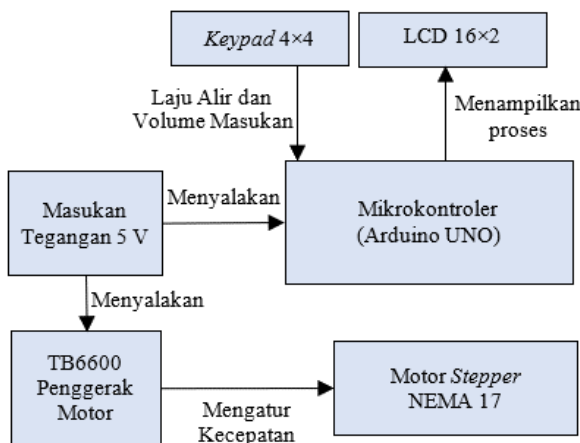 Keypad 4×4
LCD 16×2
Laju Alir dan
Volume Masukan
Menampilkan
proses
Masukan
Tegangan 5 V
Menyalakan
Mikrokontroler
(Arduino UNO)
Menyalakan
TB6600
Penggerak
Motor
Mengatur
Kecepatan
Motor Stepper
NEMA 17